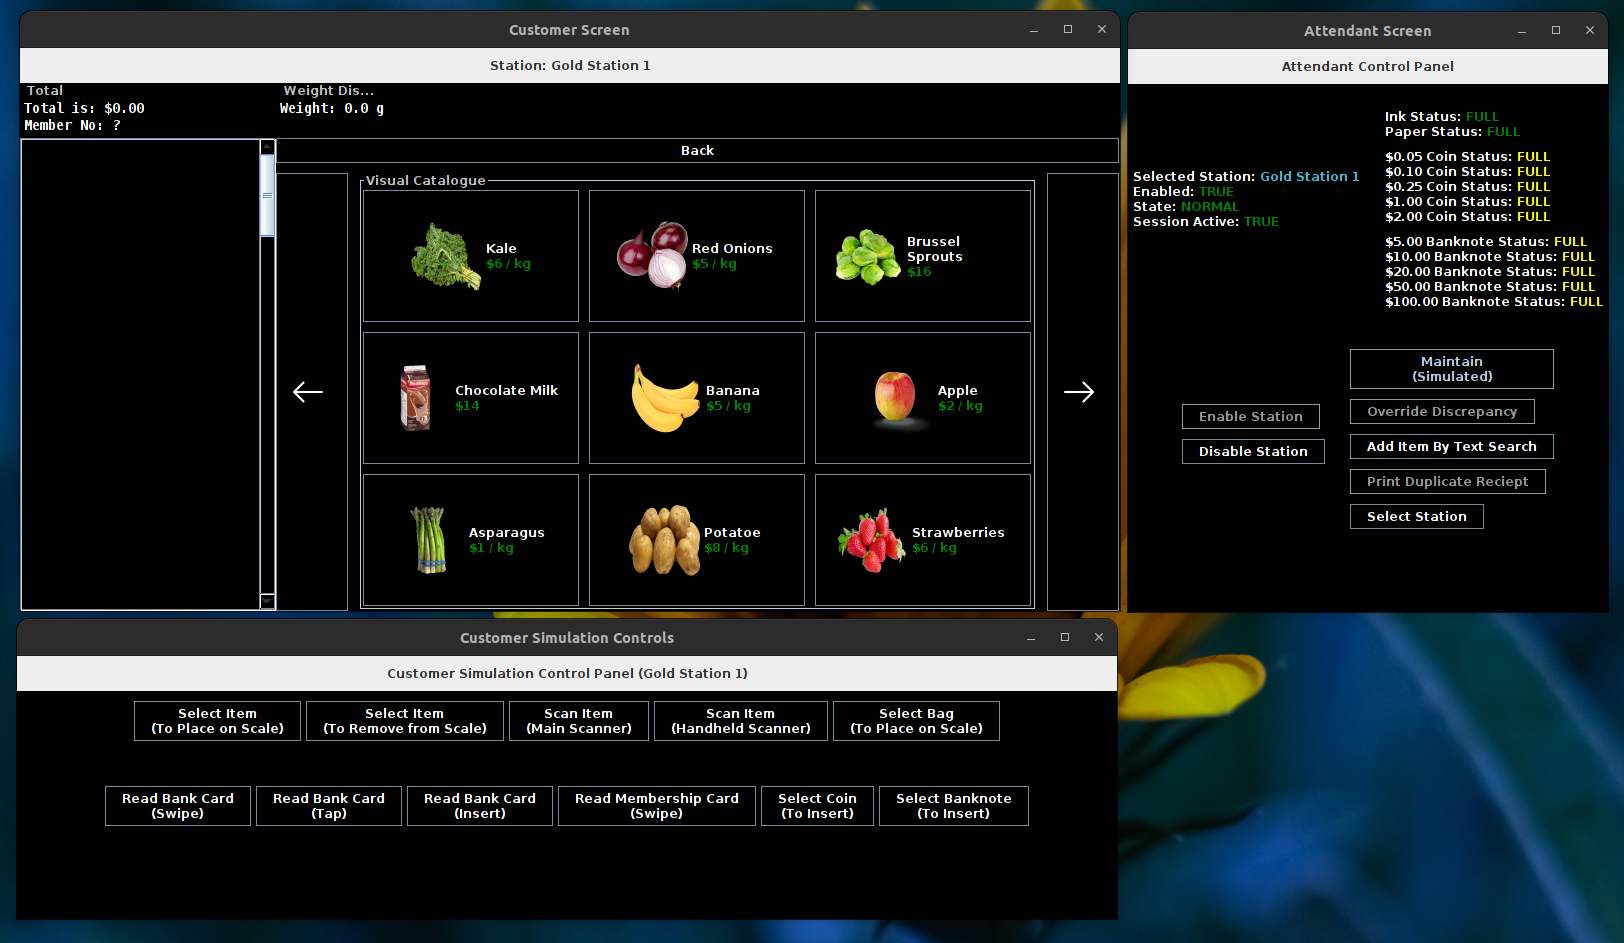 Customer Screen
Station: Gold Station 1
Total
Total is: $0.00
Member No: ?
Weight Dis...
Weight: 0.0 g
Back
Visual Catalogue
Kale
$6 / kg
Red Onions
$5 / kg
Brussel
Sprouts
$16
Chocolate Milk
$14
Banana
$5 / kg
Apple
$2 / kg
Asparagus
$1 / kg
Potatoe
$8 / kg
Strawberries
$6 / kg
Attendant Screen
Attendant Control Panel
Selected Station: Gold Station 1
Enabled: TRUE
State: NORMAL
Session Active: TRUE
Ink Status: FULL
Paper Status: FULL
$0.05 Coin Status: FULL
$0.10 Coin Status: FULL
$0.25 Coin Status: FULL
$1.00 Coin Status: FULL
$2.00 Coin Status: FULL
$5.00 Banknote Status: FULL
$10.00 Banknote Status: FULL
$20.00 Banknote Status: FULL
$50.00 Banknote Status: FULL
$100.00 Banknote Status: FULL
Enable Station
Disable Station
Maintain
(Simulated)
Override Discrepancy
Add Item By Text Search
Print Duplicate Reciept
Select Station
Customer Simulation Controls
Customer Simulation Control Panel (Gold Station 1)
Select Item
(To Place on Scale)
Select Item
(To Remove from Scale)
Scan Item
(Main Scanner)
Scan Item
(Handheld Scanner)
Select Bag
(To Place on Scale)
Read Bank Card
(Swipe)
Read Bank Card
(Tap)
Read Bank Card
(Insert)
Read Membership Card
(Swipe)
Select Coin
(To Insert)
Select Banknote
(To Insert)